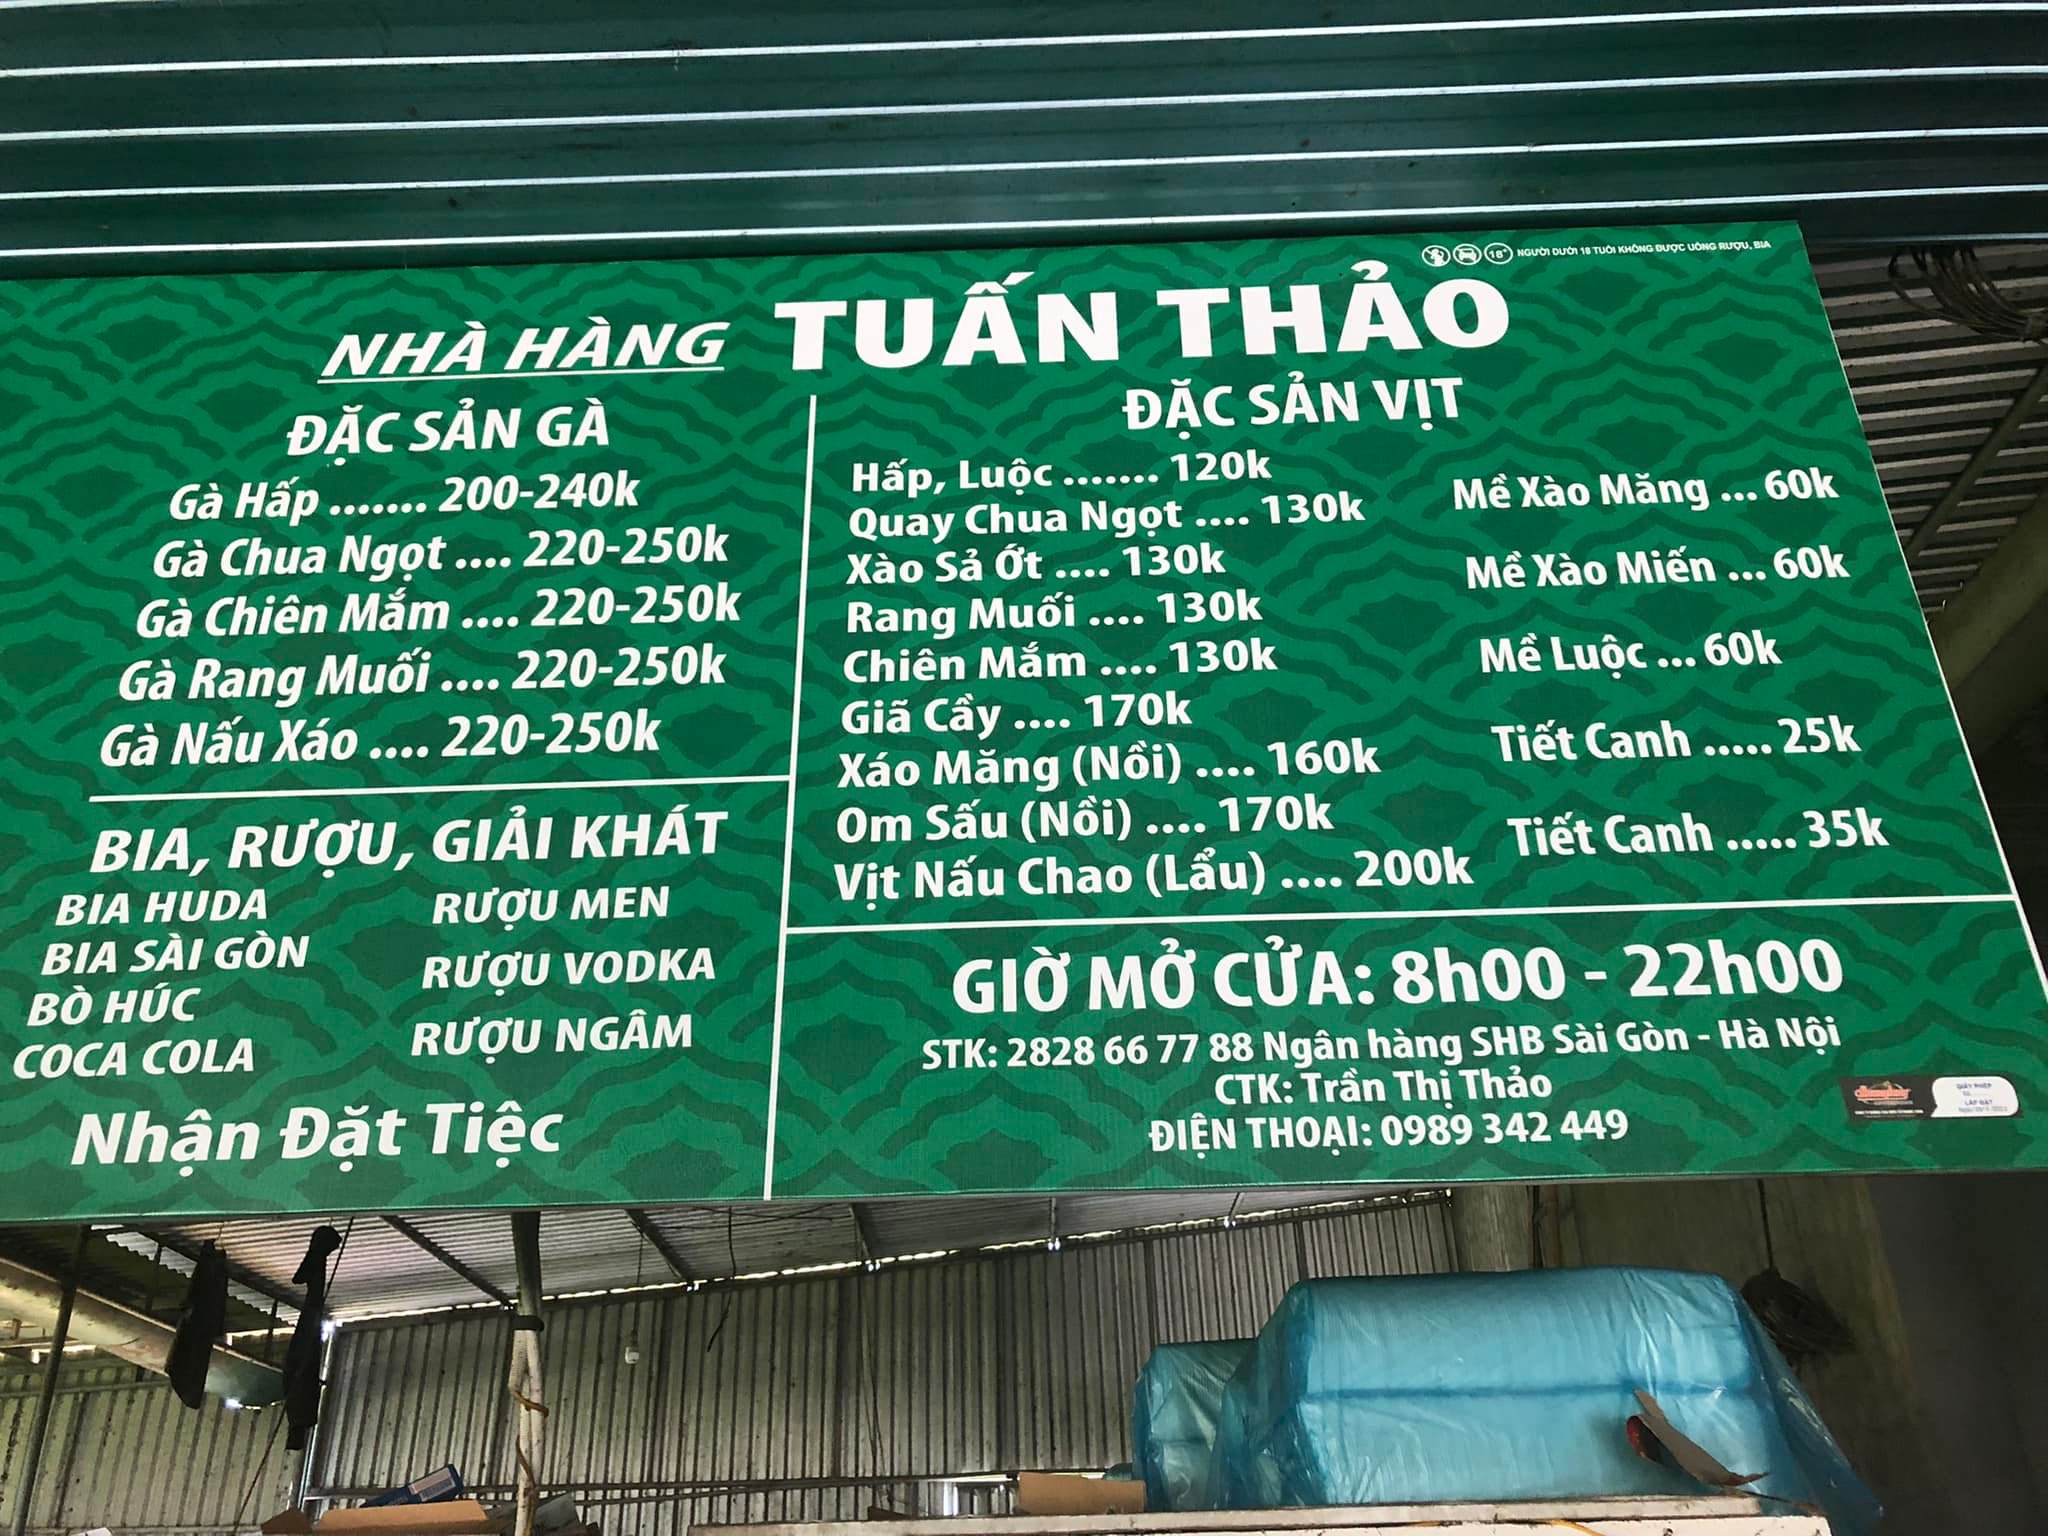 18+ NGƯỜI DƯỚI 18 TUỔI KHÔNG ĐƯỢC UỐNG RƯỢU, BIA
NHÀ HÀNG TUẤN THẢO
ĐẶC SẢN GÀ
Gà Hấp ....... 200-240k
Gà Chua Ngọt .... 220-250k
Gà Chiên Mắm .... 220-250k
Gà Rang Muối .... 220-250k
Gà Nấu Xáo .... 220-250k
BIA, RƯỢU, GIẢI KHÁT
BIA HUDA
BIA SÀI GÒN
BÒ HÚC
COCA COLA
RƯỢU MEN
RƯỢU VODKA
RƯỢU NGÂM
Nhận Đặt Tiệc
ĐẶC SẢN VỊT
Hấp, Luộc ....... 120k
Quay Chua Ngọt .... 130k
Xào Sả Ớt .... 130k
Rang Muối .... 130k
Chiên Mắm .... 130k
Giã Cầy .... 170k
Xáo Măng (Nồi) .... 160k
Om Sấu (Nồi) .... 170k
Vịt Nấu Chao (Lẩu) .... 200k
Mề Xào Măng ... 60k
Mề Xào Miến ... 60k
Mề Luộc ... 60k
Tiết Canh ..... 25k
Tiết Canh ..... 35k
GIỜ MỞ CỬA: 8h00 - 22h00
STK: 2828 66 77 88 Ngân hàng SHB Sài Gòn - Hà Nội
CTK: Trần Thị Thảo
ĐIỆN THOẠI: 0989 342 449
GIẤY PHÉP
LẮP ĐẶT